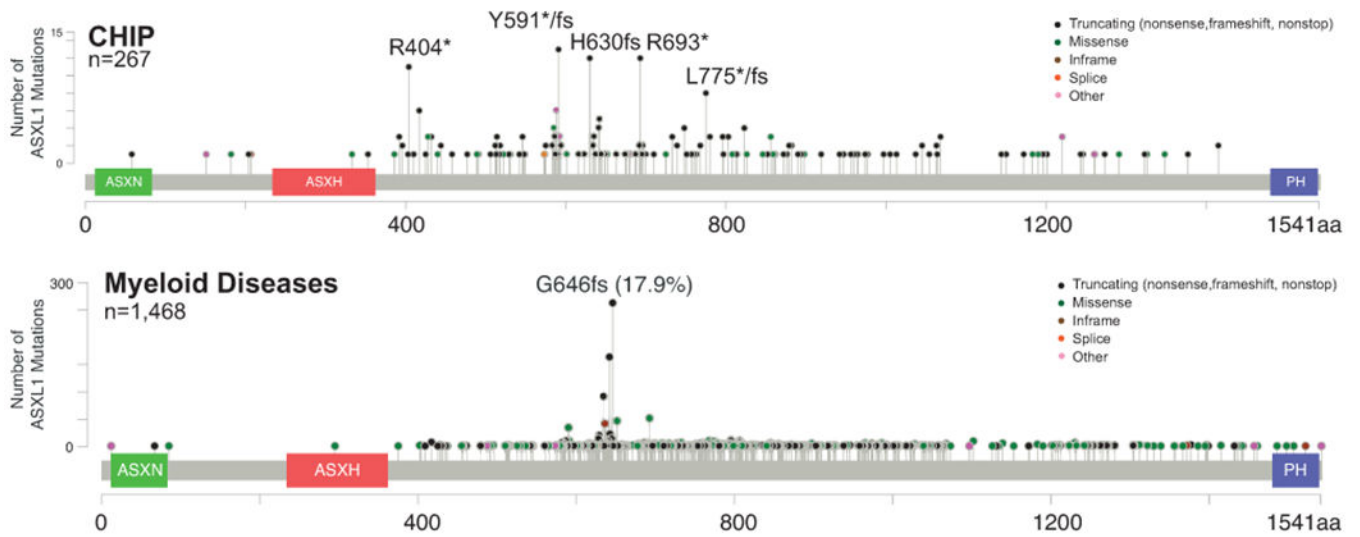 CHIP
n=267
Number of
ASXL1 Mutations
15
0
R404*
Y591*/fs
H630fs R693*
L775*/fs
Truncating (nonsense,frameshift, nonstop)
Missense
Inframe
Splice
Other
ASXN
ASXH
PH
0
400
800
1200
1541aa
Myeloid Diseases
n=1,468
Number of
ASXL1 Mutations
300
0
G646fs (17.9%)
Truncating (nonsense,frameshift, nonstop)
Missense
Inframe
Splice
Other
ASXN
ASXH
PH
0
400
800
1200
1541aa